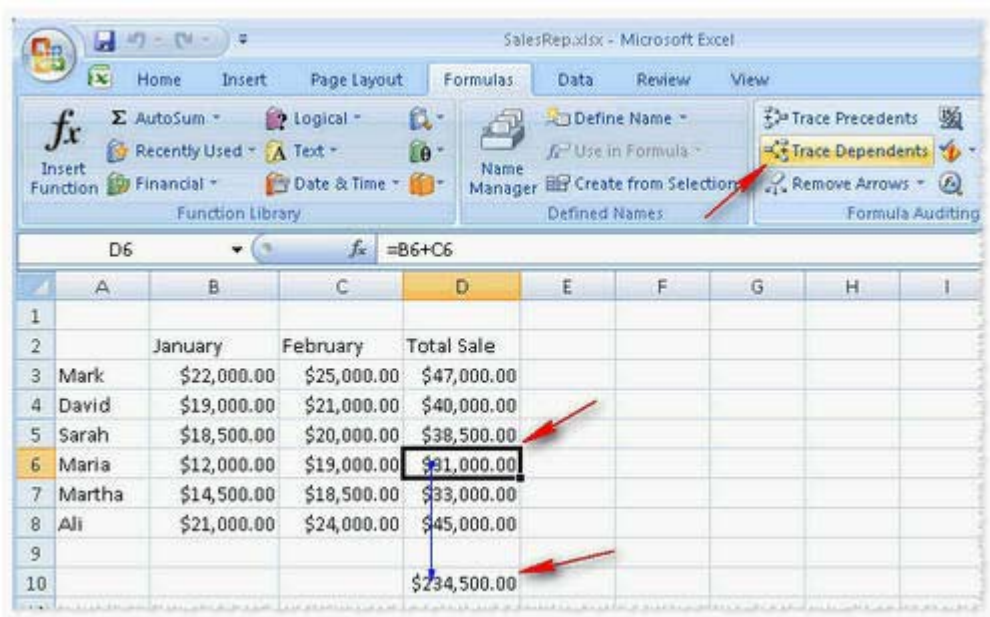 SalesRep.xlsx - Microsoft Excel
Home Insert Page Layout Formulas Data Review View
fx Insert Function
Σ AutoSum
Recently Used
Financial
Logical
Text
Date & Time
Function Library
Name Manager
Define Name
Use in Formula
Create from Selection
Defined Names
Trace Precedents
Trace Dependents
Remove Arrows
Formula Auditing
D6 fx =B6+C6
A B C D E F G H I
1
2 January February Total Sale
3 Mark $22,000.00 $25,000.00 $47,000.00
4 David $19,000.00 $21,000.00 $40,000.00
5 Sarah $18,500.00 $20,000.00 $38,500.00
6 Maria $12,000.00 $19,000.00 $31,000.00
7 Martha $14,500.00 $18,500.00 $33,000.00
8 Ali $21,000.00 $24,000.00 $45,000.00
9
10 $234,500.00